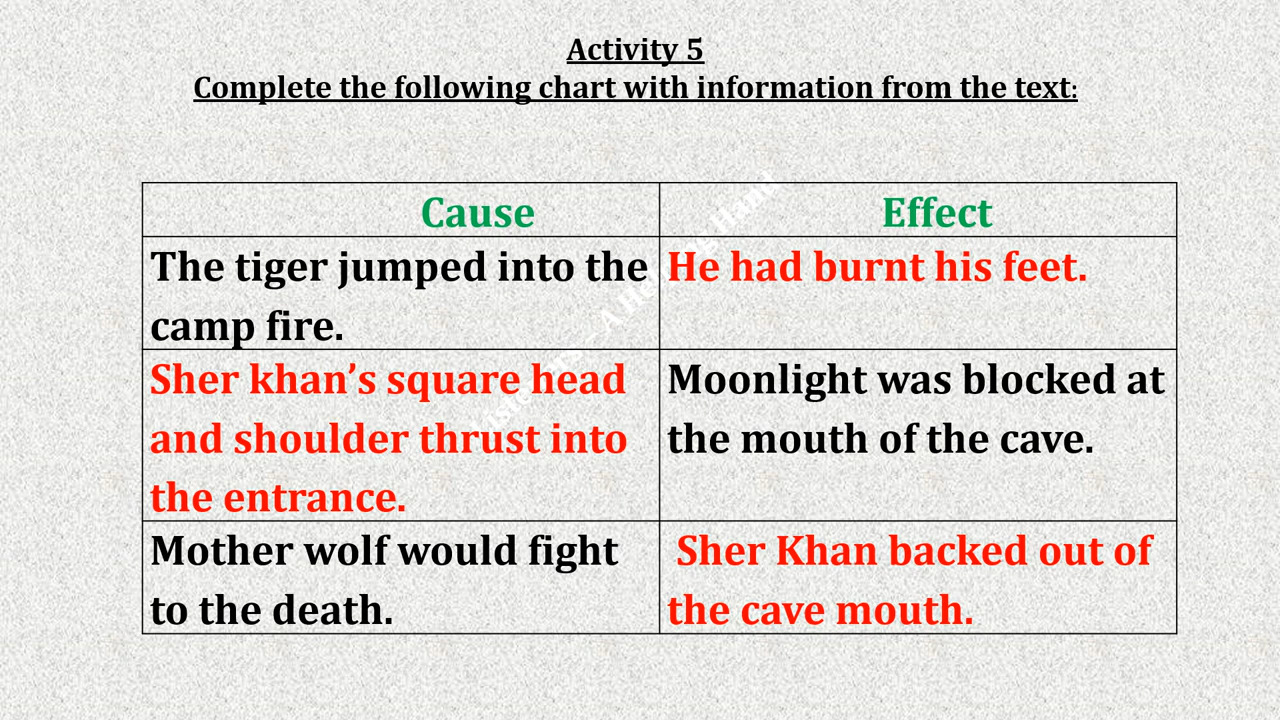 Activity 5
Complete the following chart with information from the text:
Cause
Effect
The tiger jumped into the
camp fire.
He had burnt his feet.
Sher khan’s square head
and shoulder thrust into
the entrance.
Moonlight was blocked at
the mouth of the cave.
Mother wolf would fight
to the death.
Sher Khan backed out of
the cave mouth.